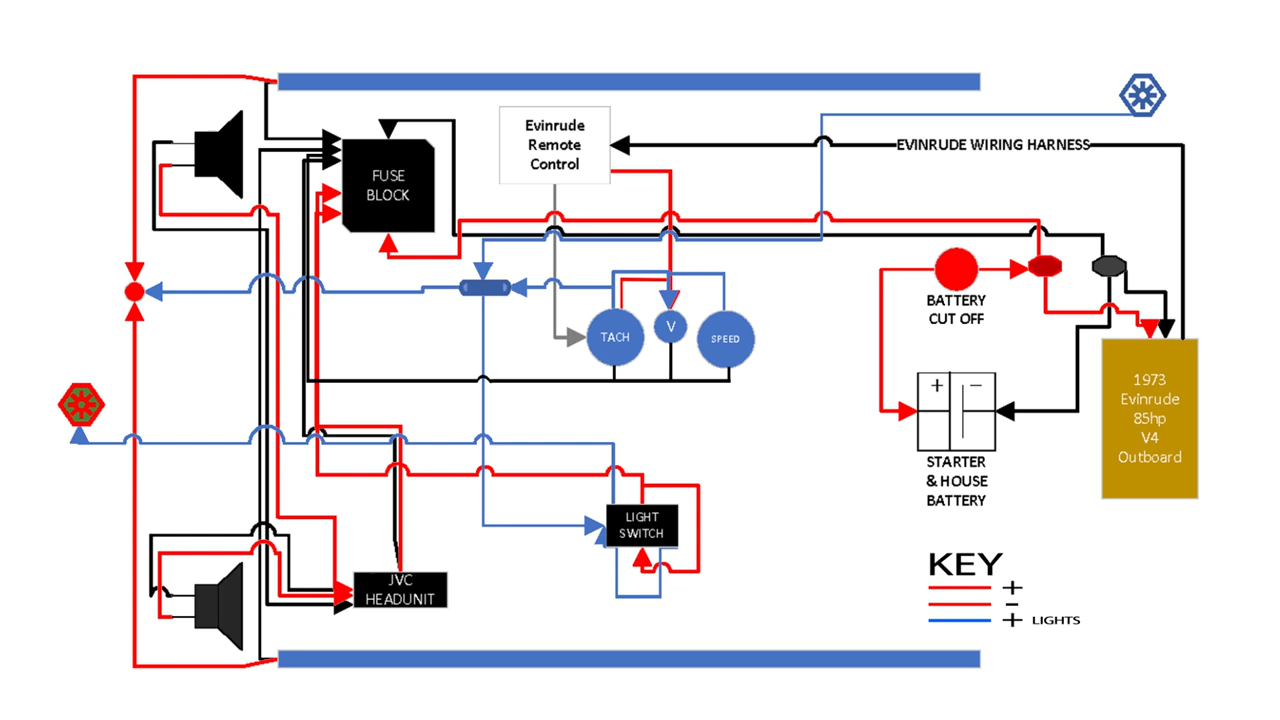 Evinrude
Remote
Control
EVINRUDE WIRING HARNESS
FUSE
BLOCK
BATTERY
CUT OFF
TACH
V
SPEED
+ −
1973
Evinrude
85hp
V4
Outboard
STARTER
& HOUSE
BATTERY
LIGHT
SWITCH
JVC
HEADUNIT
KEY
+
−
+ LIGHTS